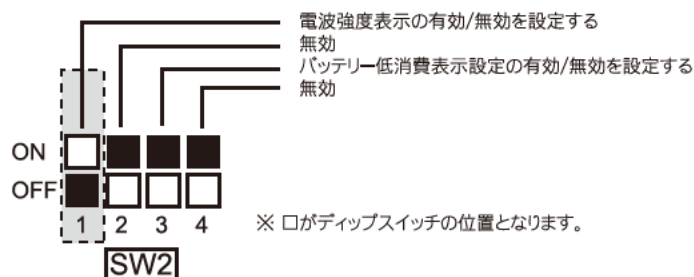 電波強度表示の有効/無効を設定する
無効
バッテリー低消費表示設定の有効/無効を設定する
無効
ON
OFF
1 2 3 4
※ 口がディップスイッチの位置となります。
SW2